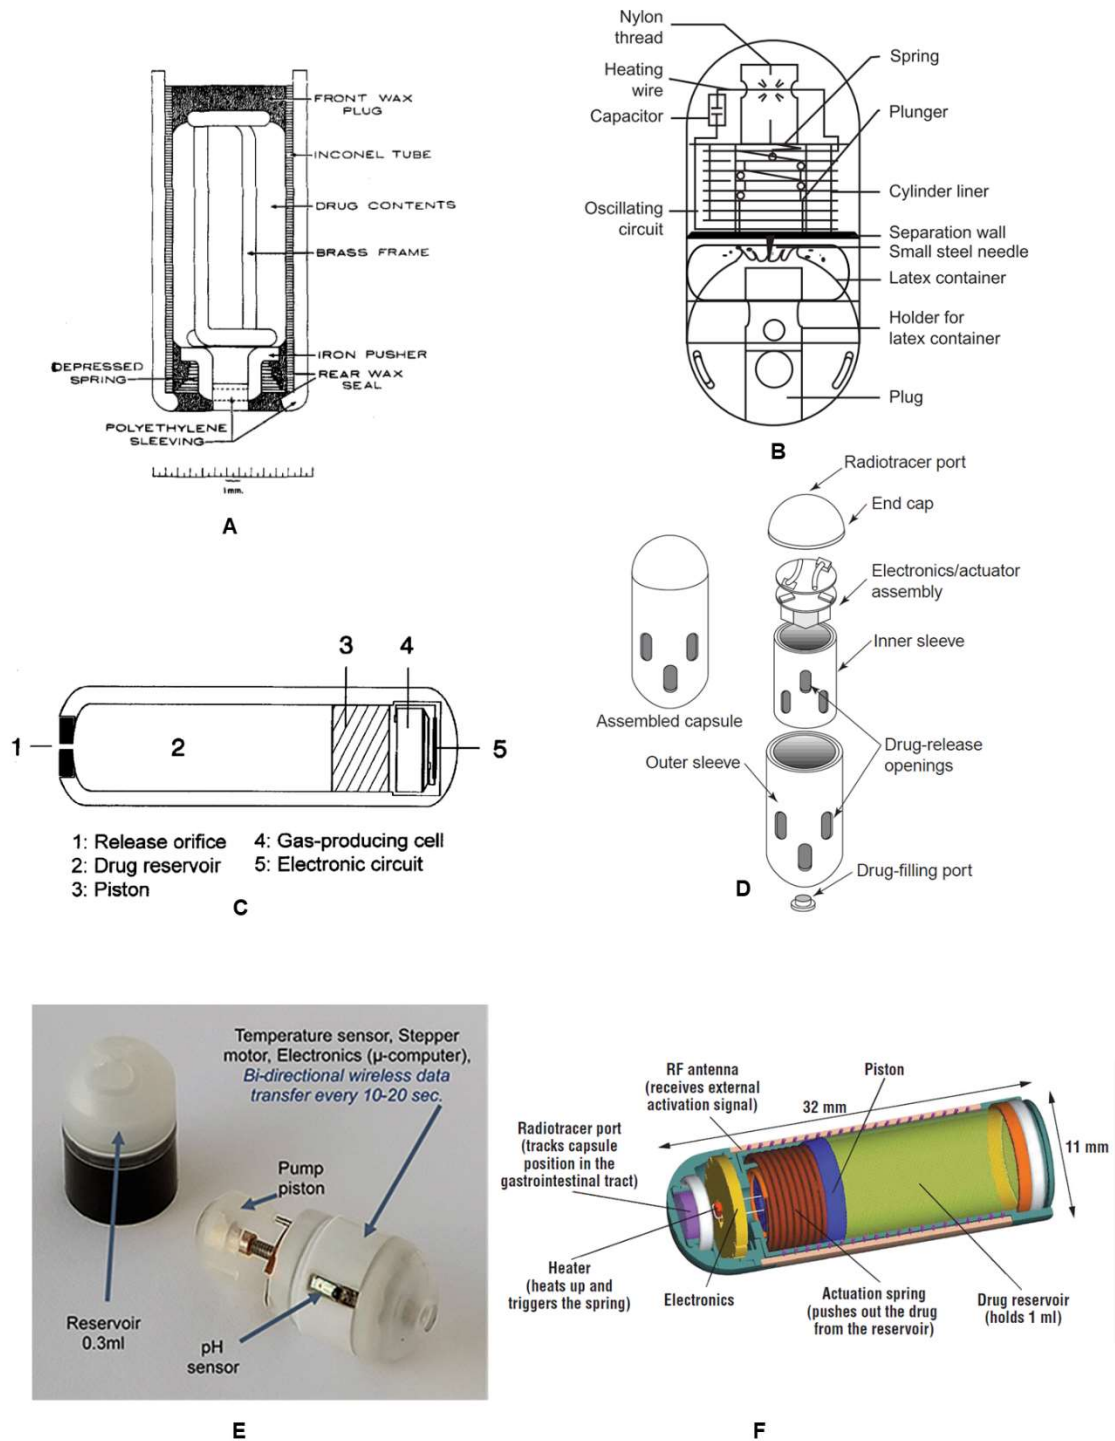 FRONT WAX
PLUG
INCONEL TUBE
DRUG CONTENTS
BRASS FRAME
IRON PUSHER
DEPRESSED
SPRING
REAR WAX
SEAL
POLYETHYLENE
SLEEVING
1mm.
A
Nylon
thread
Heating
wire
Capacitor
Spring
Plunger
Cylinder liner
Oscillating
circuit
Separation wall
Small steel needle
Latex container
Holder for
latex container
Plug
B
3
4
1
2
5
1: Release orifice
4: Gas-producing cell
2: Drug reservoir
5: Electronic circuit
3: Piston
C
Radiotracer port
End cap
Electronics/actuator
assembly
Inner sleeve
Assembled capsule
Outer sleeve
Drug-release
openings
Drug-filling port
D
Temperature sensor, Stepper
motor, Electronics (μ-computer),
Bi-directional wireless data
transfer every 10-20 sec.
Pump
piston
Reservoir
0.3ml
pH
sensor
E
RF antenna
(receives external
activation signal)
Piston
32 mm
11 mm
Radiotracer port
(tracks capsule
position in the
gastrointestinal tract)
Heater
(heats up and
triggers the spring)
Electronics
Actuation spring
(pushes out the drug
from the reservoir)
Drug reservoir
(holds 1 ml)
F